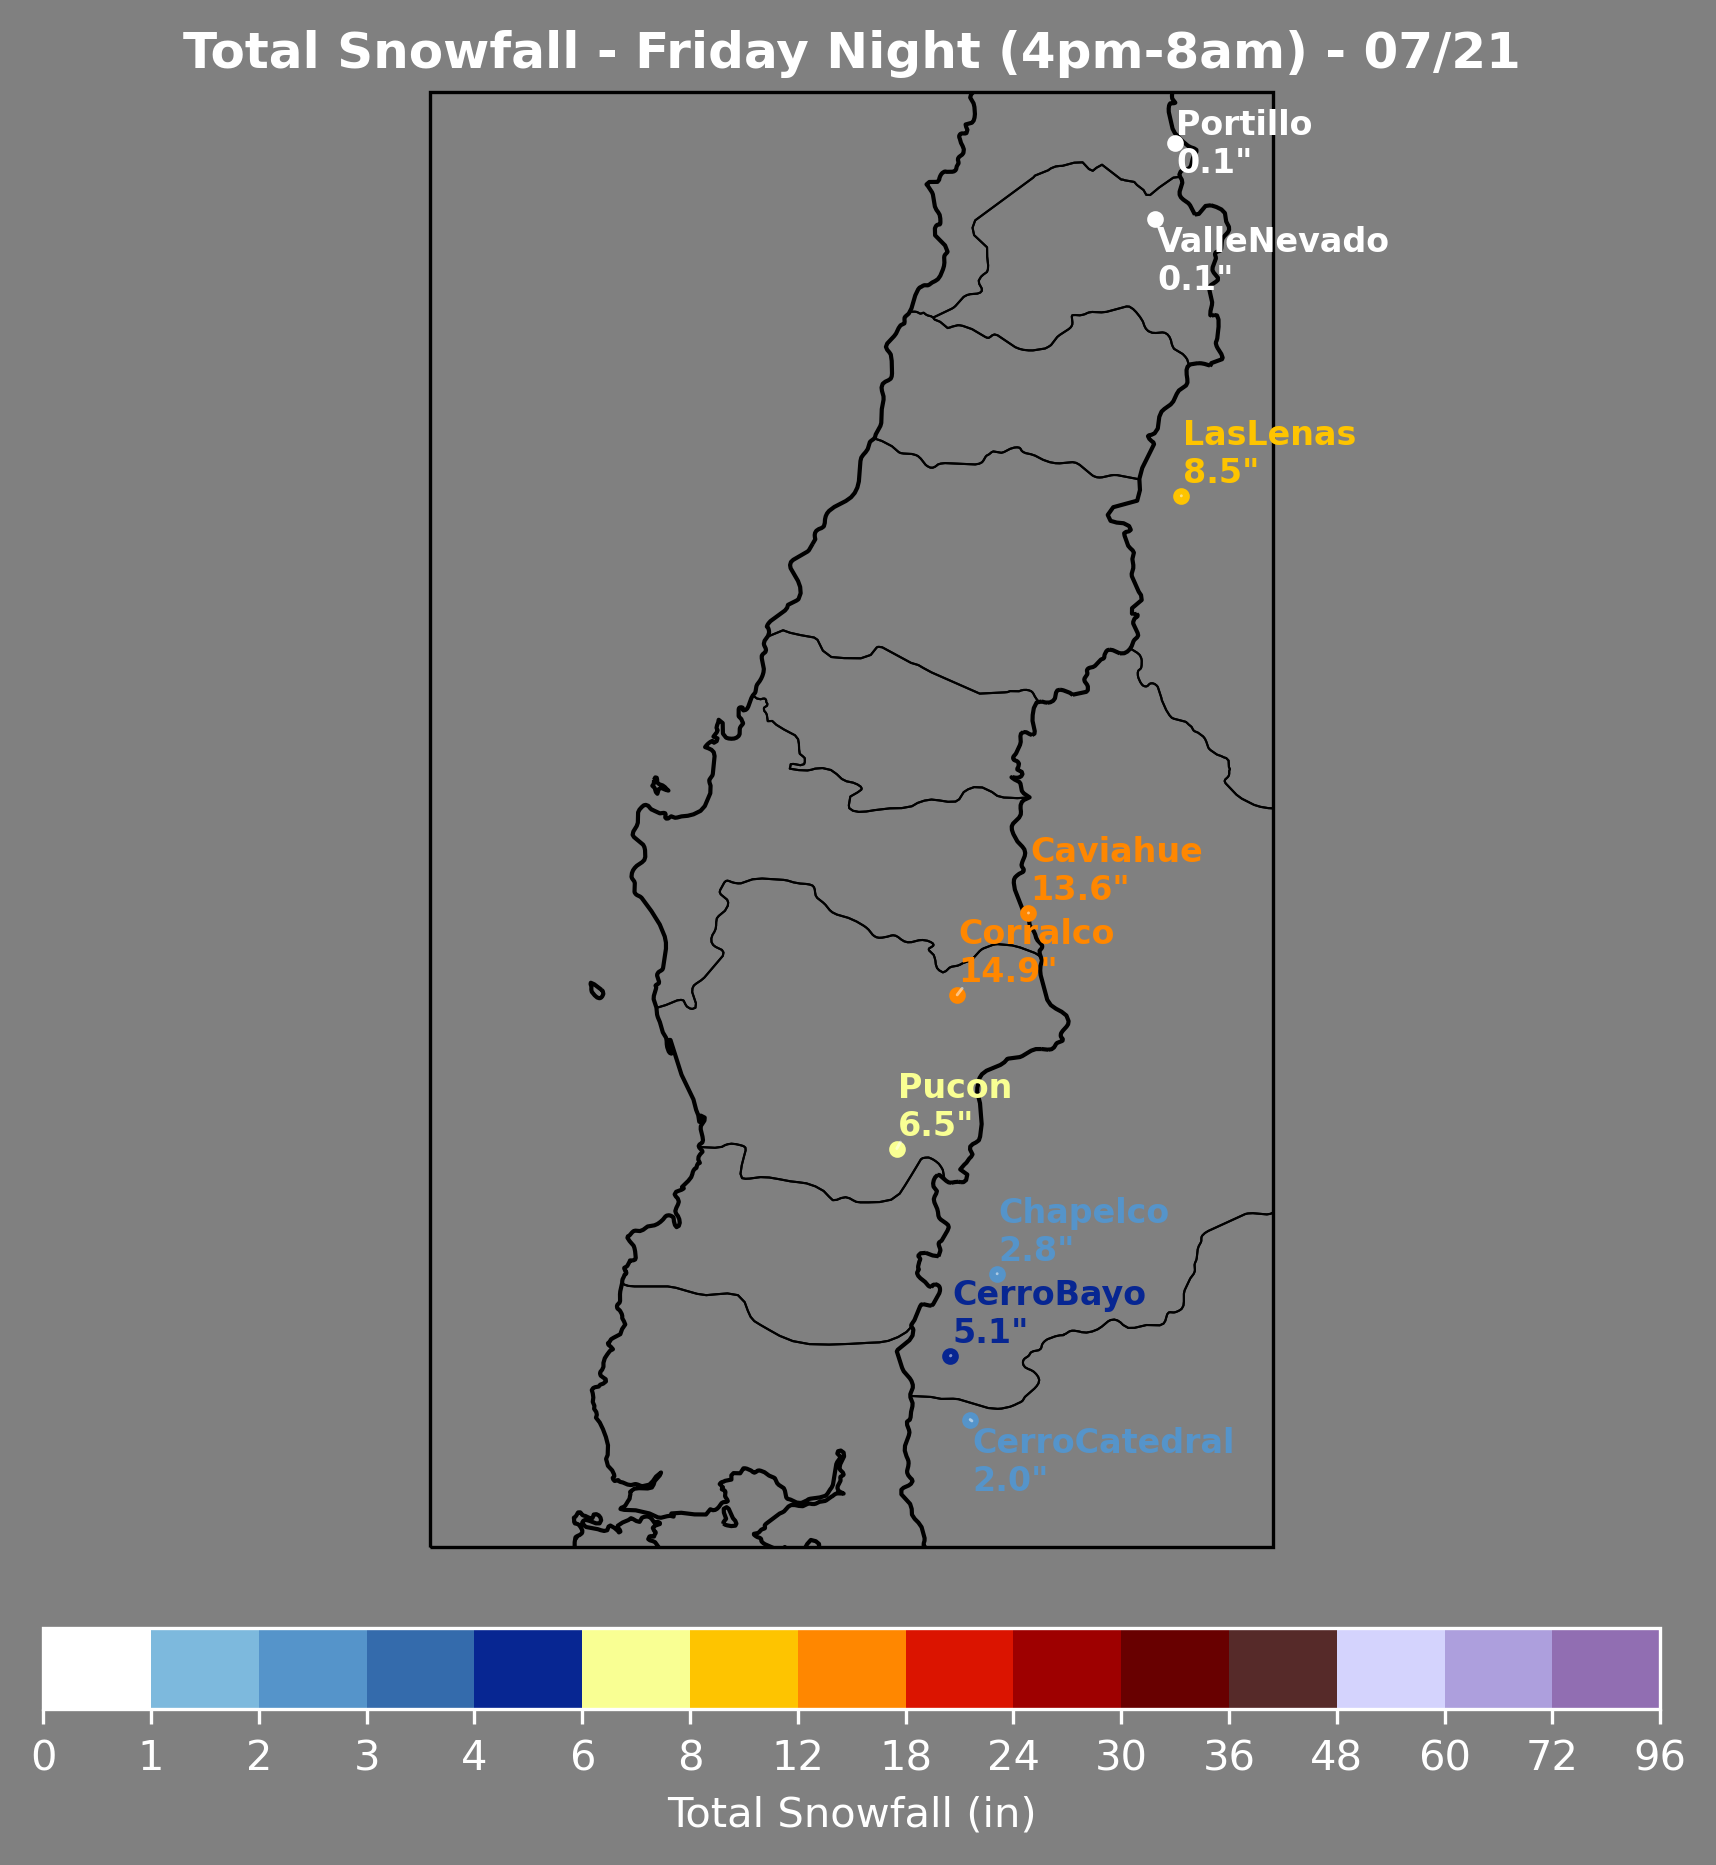 Total Snowfall - Friday Night (4pm-8am) - 07/21
Portillo
0.1"
ValleNevado
0.1"
LasLenas
8.5"
Caviahue
13.6"
Corralco
14.9"
Pucon
6.5"
Chapelco
2.8"
CerroBayo
5.1"
CerroCatedral
2.0"
0 1 2 3 4 6 8 12 18 24 30 36 48 60 72 96
Total Snowfall (in)